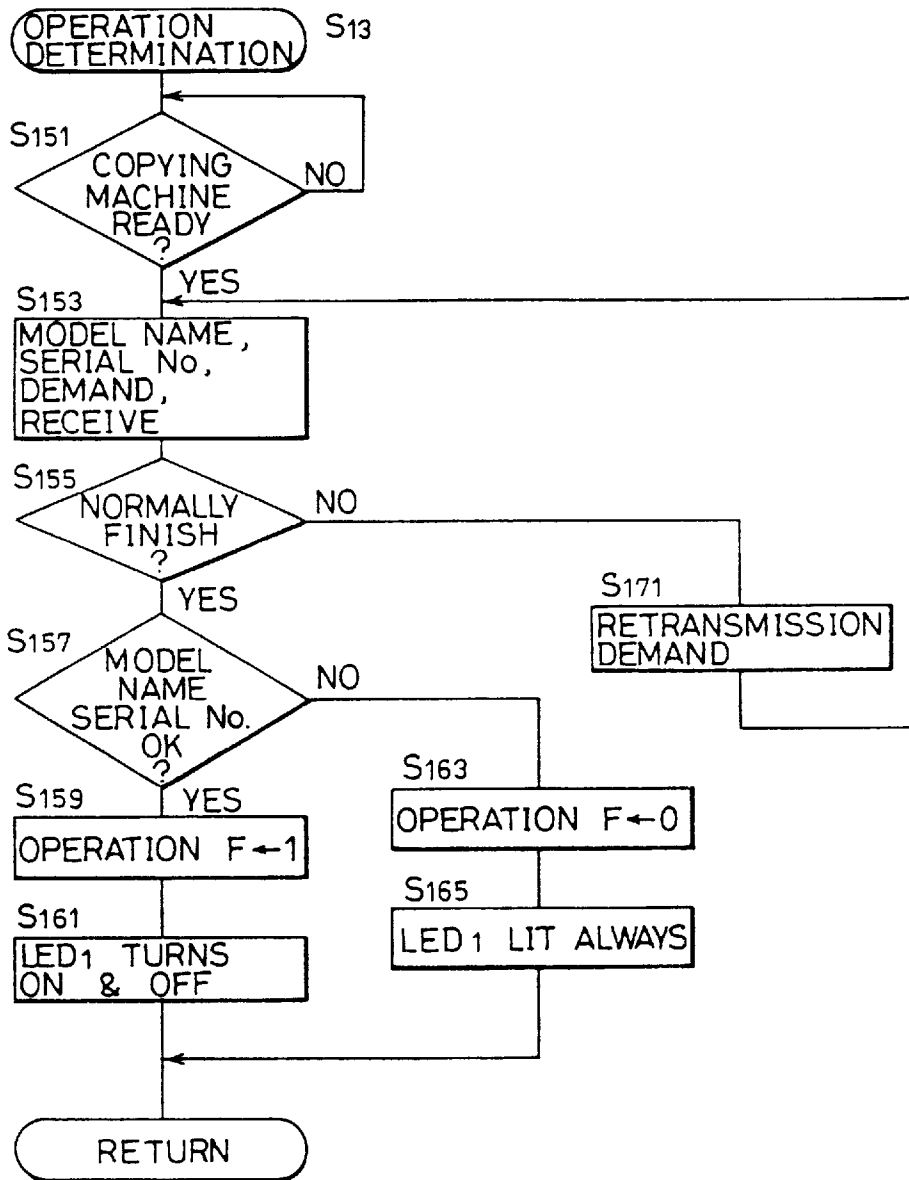 OPERATION
DETERMINATION
S13
S151
COPYING
MACHINE
READY
?
NO
YES
S153
MODEL NAME,
SERIAL No,
DEMAND,
RECEIVE
S155
NORMALLY
FINISH
?
NO
YES
S171
RETRANSMISSION
DEMAND
S157
MODEL
NAME
SERIAL No.
OK
?
NO
YES
S159
OPERATION F←1
S163
OPERATION F←0
S161
LED1 TURNS
ON & OFF
S165
LED1 LIT ALWAYS
RETURN